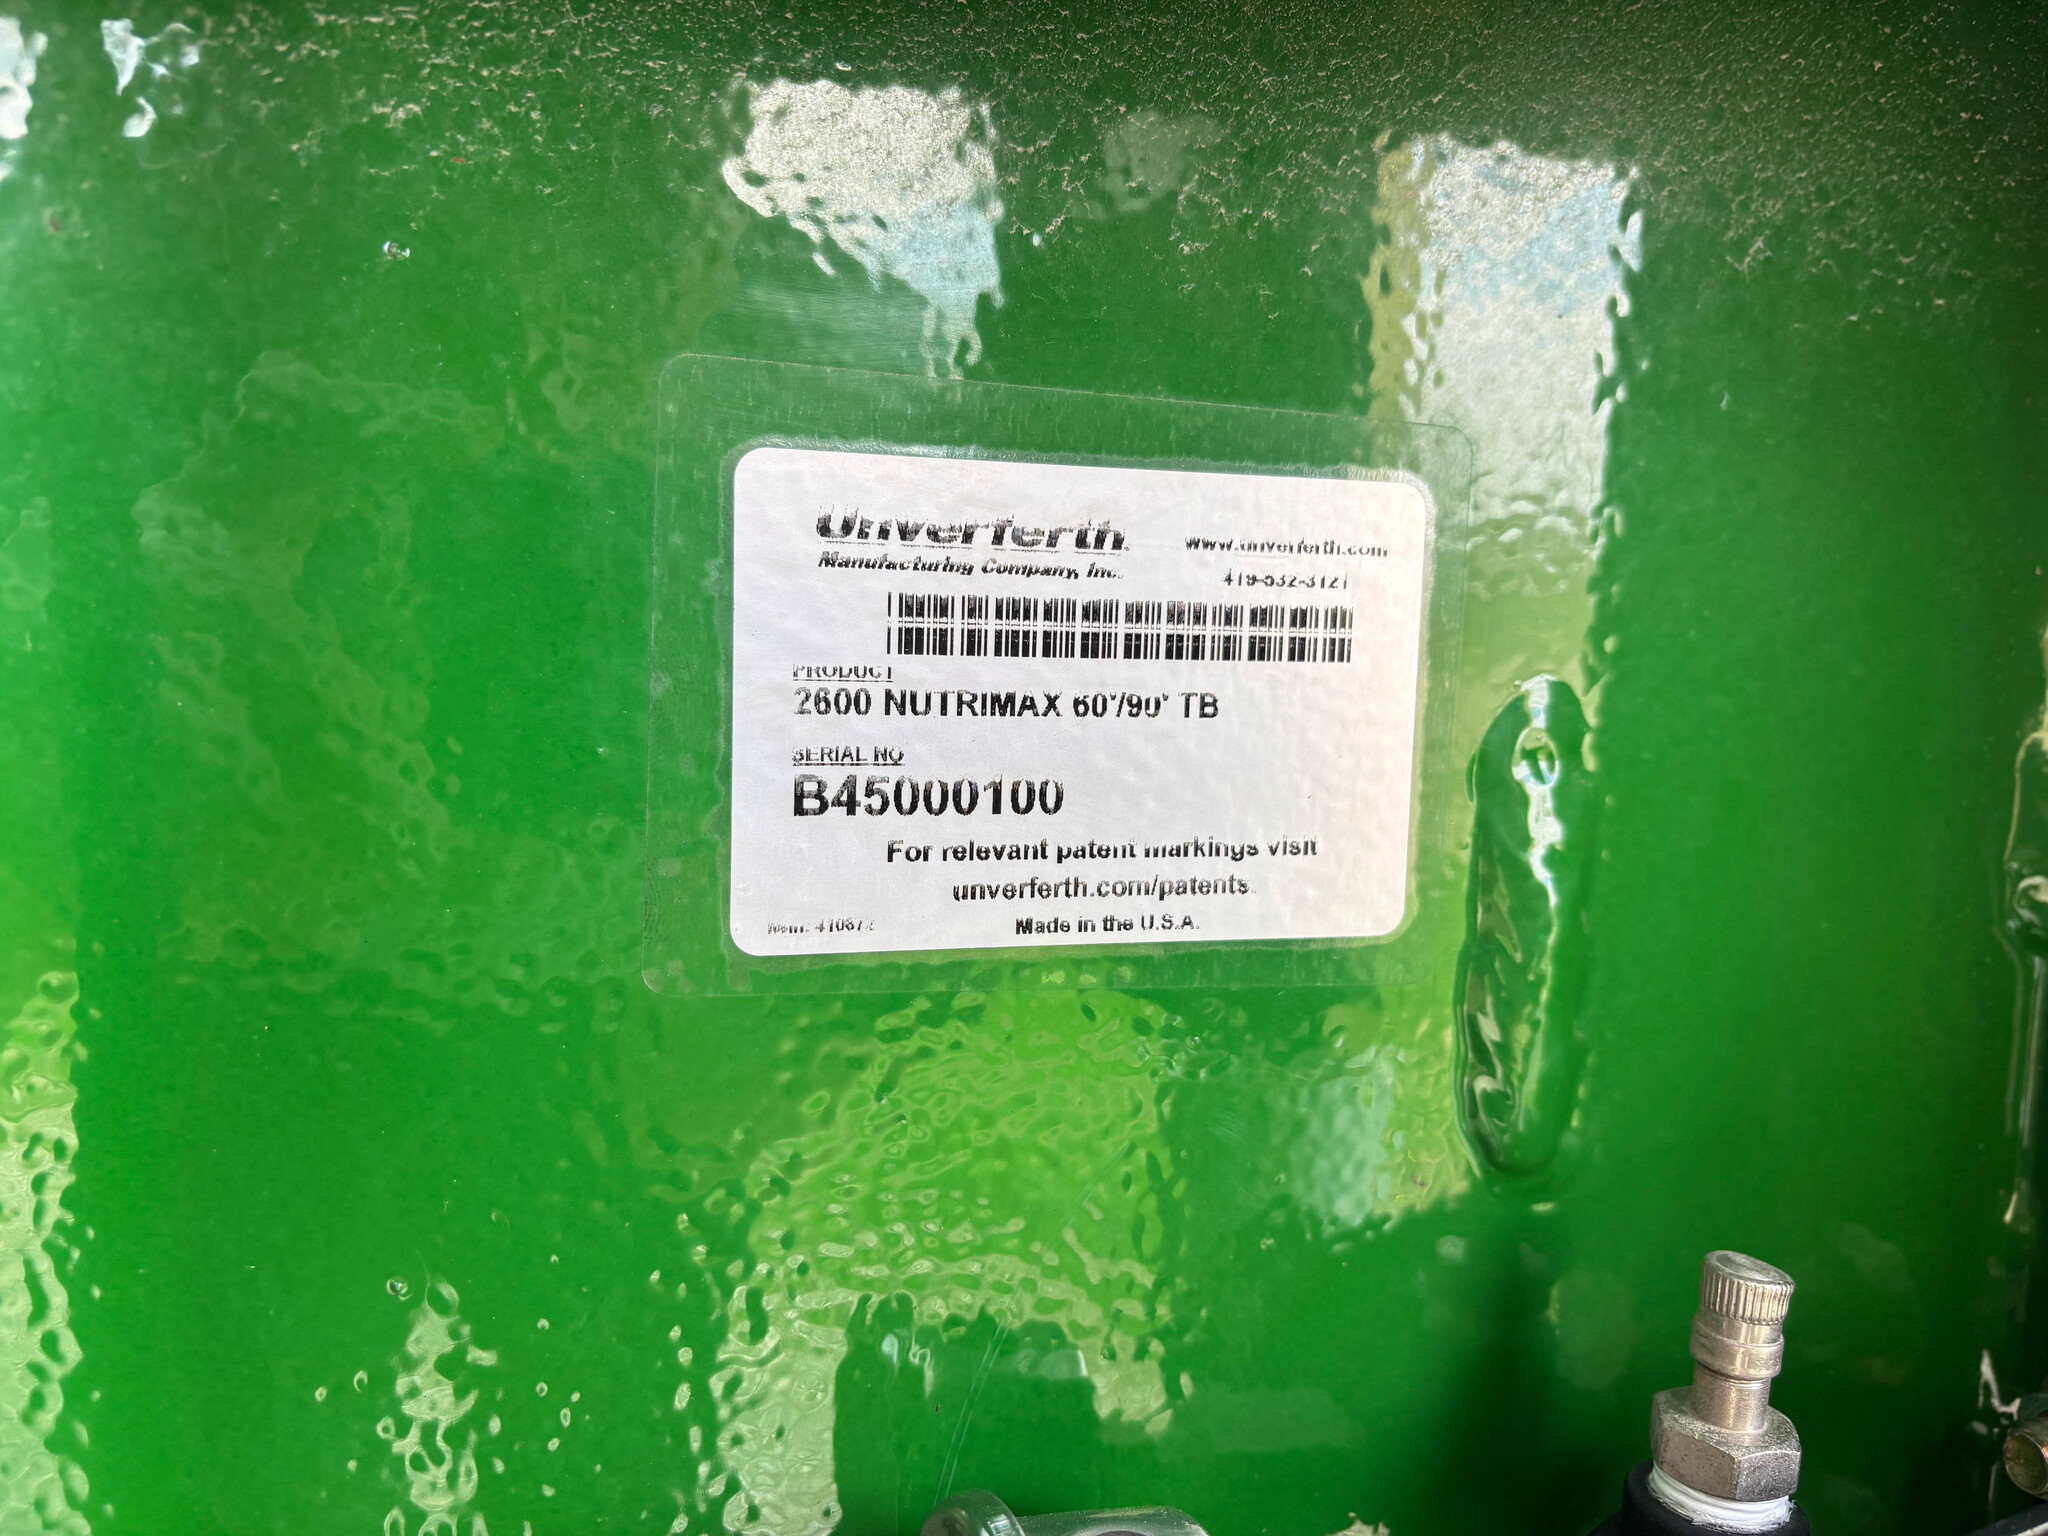 Unverferth
Manufacturing Company, Inc.
www.unverferth.com
419-532-3121
PRODUCT
2600 NUTRIMAX 60'/90' TB
SERIAL NO
B45000100
For relevant patent markings visit
unverferth.com/patents.
Made in the U.S.A.